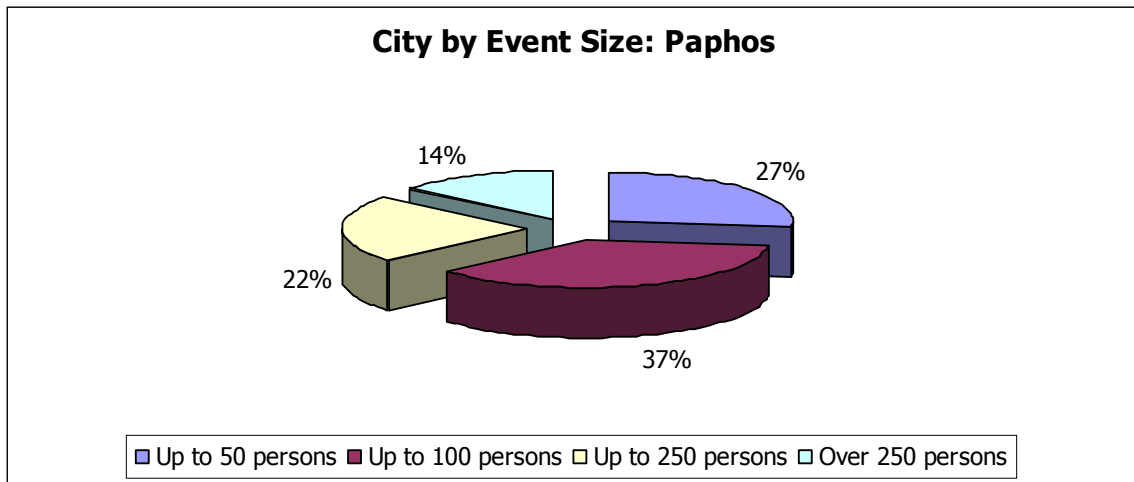 City by Event Size: Paphos
14%
27%
22%
37%
Up to 50 persons Up to 100 persons Up to 250 persons Over 250 persons